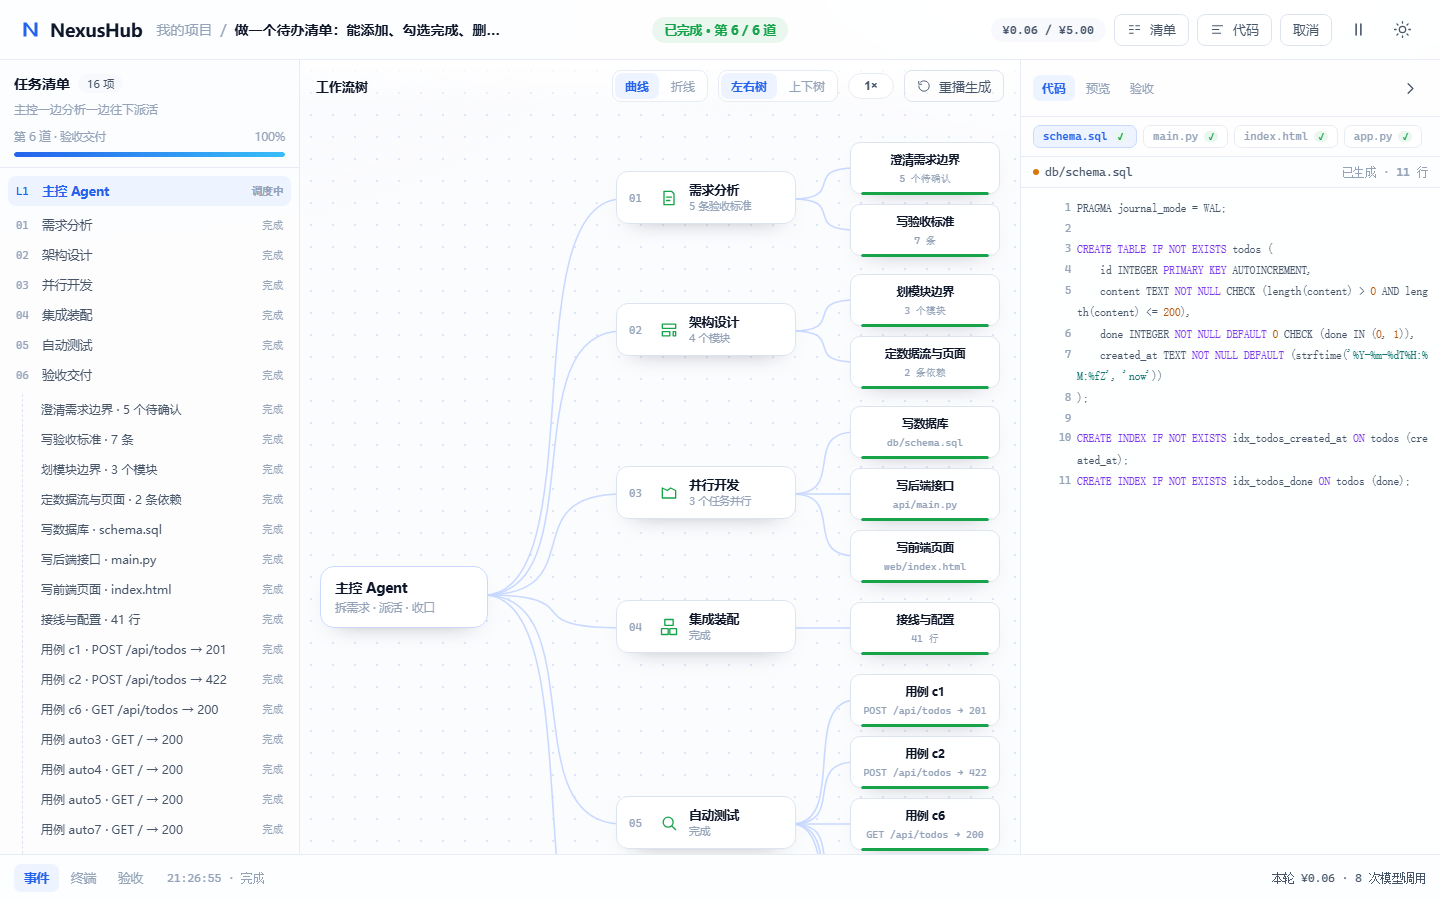 NexusHub 我的项目 / 做一个待办清单：能添加、勾选完成、删... 已完成 • 第 6 / 6 道 ¥0.06 / ¥5.00 清单 代码 取消
任务清单 16 项
主控一边分析一边往下派活
第 6 道 · 验收交付 100%
L1 主控 Agent 调度中
01 需求分析 完成
02 架构设计 完成
03 并行开发 完成
04 集成装配 完成
05 自动测试 完成
06 验收交付 完成
澄清需求边界 · 5 个待确认 完成
写验收标准 · 7 条 完成
划模块边界 · 3 个模块 完成
定数据流与页面 · 2 条依赖 完成
写数据库 · schema.sql 完成
写后端接口 · main.py 完成
写前端页面 · index.html 完成
接线与配置 · 41 行 完成
用例 c1 · POST /api/todos → 201 完成
用例 c2 · POST /api/todos → 422 完成
用例 c6 · GET /api/todos → 200 完成
用例 auto3 · GET / → 200 完成
用例 auto4 · GET / → 200 完成
用例 auto5 · GET / → 200 完成
用例 auto7 · GET / → 200 完成
工作流树 曲线 折线 左右树 上下树 1× 重播生成
主控 Agent
拆需求 · 派活 · 收口
01 需求分析
5 条验收标准
澄清需求边界
5 个待确认
写验收标准
7 条
02 架构设计
4 个模块
划模块边界
3 个模块
定数据流与页面
2 条依赖
03 并行开发
3 个任务并行
写数据库
db/schema.sql
写后端接口
api/main.py
写前端页面
web/index.html
04 集成装配
完成
接线与配置
41 行
05 自动测试
完成
用例 c1
POST /api/todos → 201
用例 c2
POST /api/todos → 422
用例 c6
GET /api/todos → 200
代码 预览 验收
schema.sql ✓ main.py ✓ index.html ✓ app.py ✓
db/schema.sql 已生成 · 11 行
1 PRAGMA journal_mode = WAL;
2
3 CREATE TABLE IF NOT EXISTS todos (
4 id INTEGER PRIMARY KEY AUTOINCREMENT,
5 content TEXT NOT NULL CHECK (length(content) > 0 AND leng
th(content) <= 200),
6 done INTEGER NOT NULL DEFAULT 0 CHECK (done IN (0, 1)),
7 created_at TEXT NOT NULL DEFAULT (strftime('%Y-%m-%dT%H:%
M:%fZ', 'now'))
8 );
9
10 CREATE INDEX IF NOT EXISTS idx_todos_created_at ON todos (cre
ated_at);
11 CREATE INDEX IF NOT EXISTS idx_todos_done ON todos (done);
事件 终端 验收 21:26:55 · 完成 本轮 ¥0.06 · 8 次模型调用